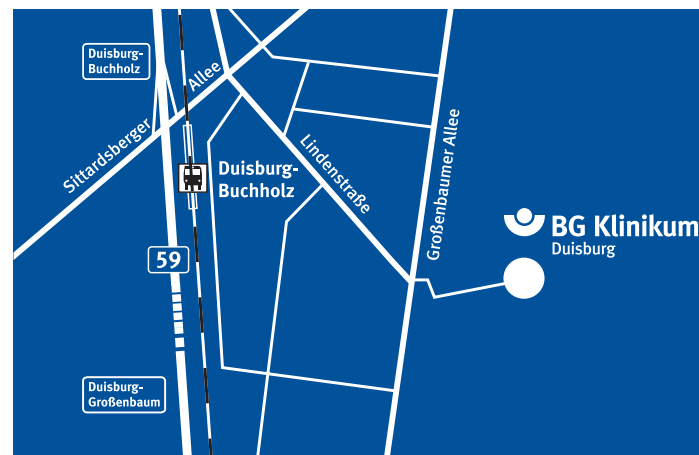 Duisburg-
Buchholz
Sittardsberger
Allee
Duisburg-
Buchholz
Lindenstraße
Großenbaumer Allee
BG Klinikum
Duisburg
59
Duisburg-
Großenbaum